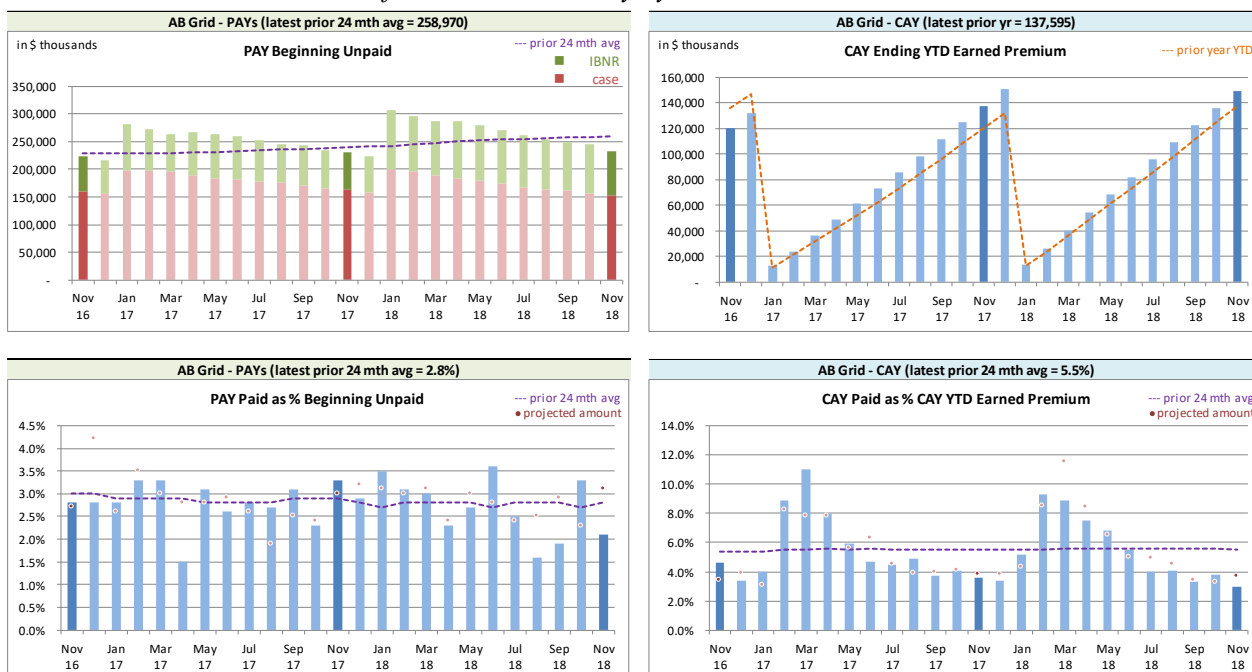 AB Grid - PAYs (latest prior 24 mth avg = 258,970)
in $ thousands
PAY Beginning Unpaid
--- prior 24 mth avg
IBNR
case
350,000
300,000
250,000
200,000
150,000
100,000
50,000
-
Nov Jan Mar May Jul Sep Nov Jan Mar May Jul Sep Nov
16 17 17 17 17 17 17 18 18 18 18 18 18
AB Grid - CAY (latest prior yr = 137,595)
in $ thousands
CAY Ending YTD Earned Premium
--- prior year YTD
160,000
140,000
120,000
100,000
80,000
60,000
40,000
20,000
-
Nov Jan Mar May Jul Sep Nov Jan Mar May Jul Sep Nov
16 17 17 17 17 17 17 18 18 18 18 18 18
AB Grid - PAYs (latest prior 24 mth avg = 2.8%)
PAY Paid as % Beginning Unpaid
--- prior 24 mth avg
• projected amount
4.5%
4.0%
3.5%
3.0%
2.5%
2.0%
1.5%
1.0%
0.5%
0.0%
Nov Jan Mar May Jul Sep Nov Jan Mar May Jul Sep Nov
16 17 17 17 17 17 17 18 18 18 18 18 18
AB Grid - CAY (latest prior 24 mth avg = 5.5%)
CAY Paid as % CAY YTD Earned Premium
--- prior 24 mth avg
• projected amount
14.0%
12.0%
10.0%
8.0%
6.0%
4.0%
2.0%
0.0%
Nov Jan Mar May Jul Sep Nov Jan Mar May Jul Sep Nov
16 17 17 17 17 17 17 18 18 18 18 18 18